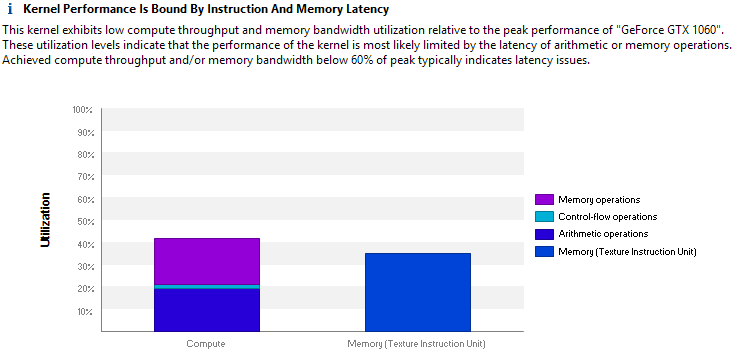 i Kernel Performance Is Bound By Instruction And Memory Latency
This kernel exhibits low compute throughput and memory bandwidth utilization relative to the peak performance of "GeForce GTX 1060".
These utilization levels indicate that the performance of the kernel is most likely limited by the latency of arithmetic or memory operations.
Achieved compute throughput and/or memory bandwidth below 60% of peak typically indicates latency issues.
100%
90%
80%
70%
60%
50%
40%
30%
20%
10%
Utilization
Memory operations
Control-flow operations
Arithmetic operations
Memory (Texture Instruction Unit)
Compute
Memory (Texture Instruction Unit)